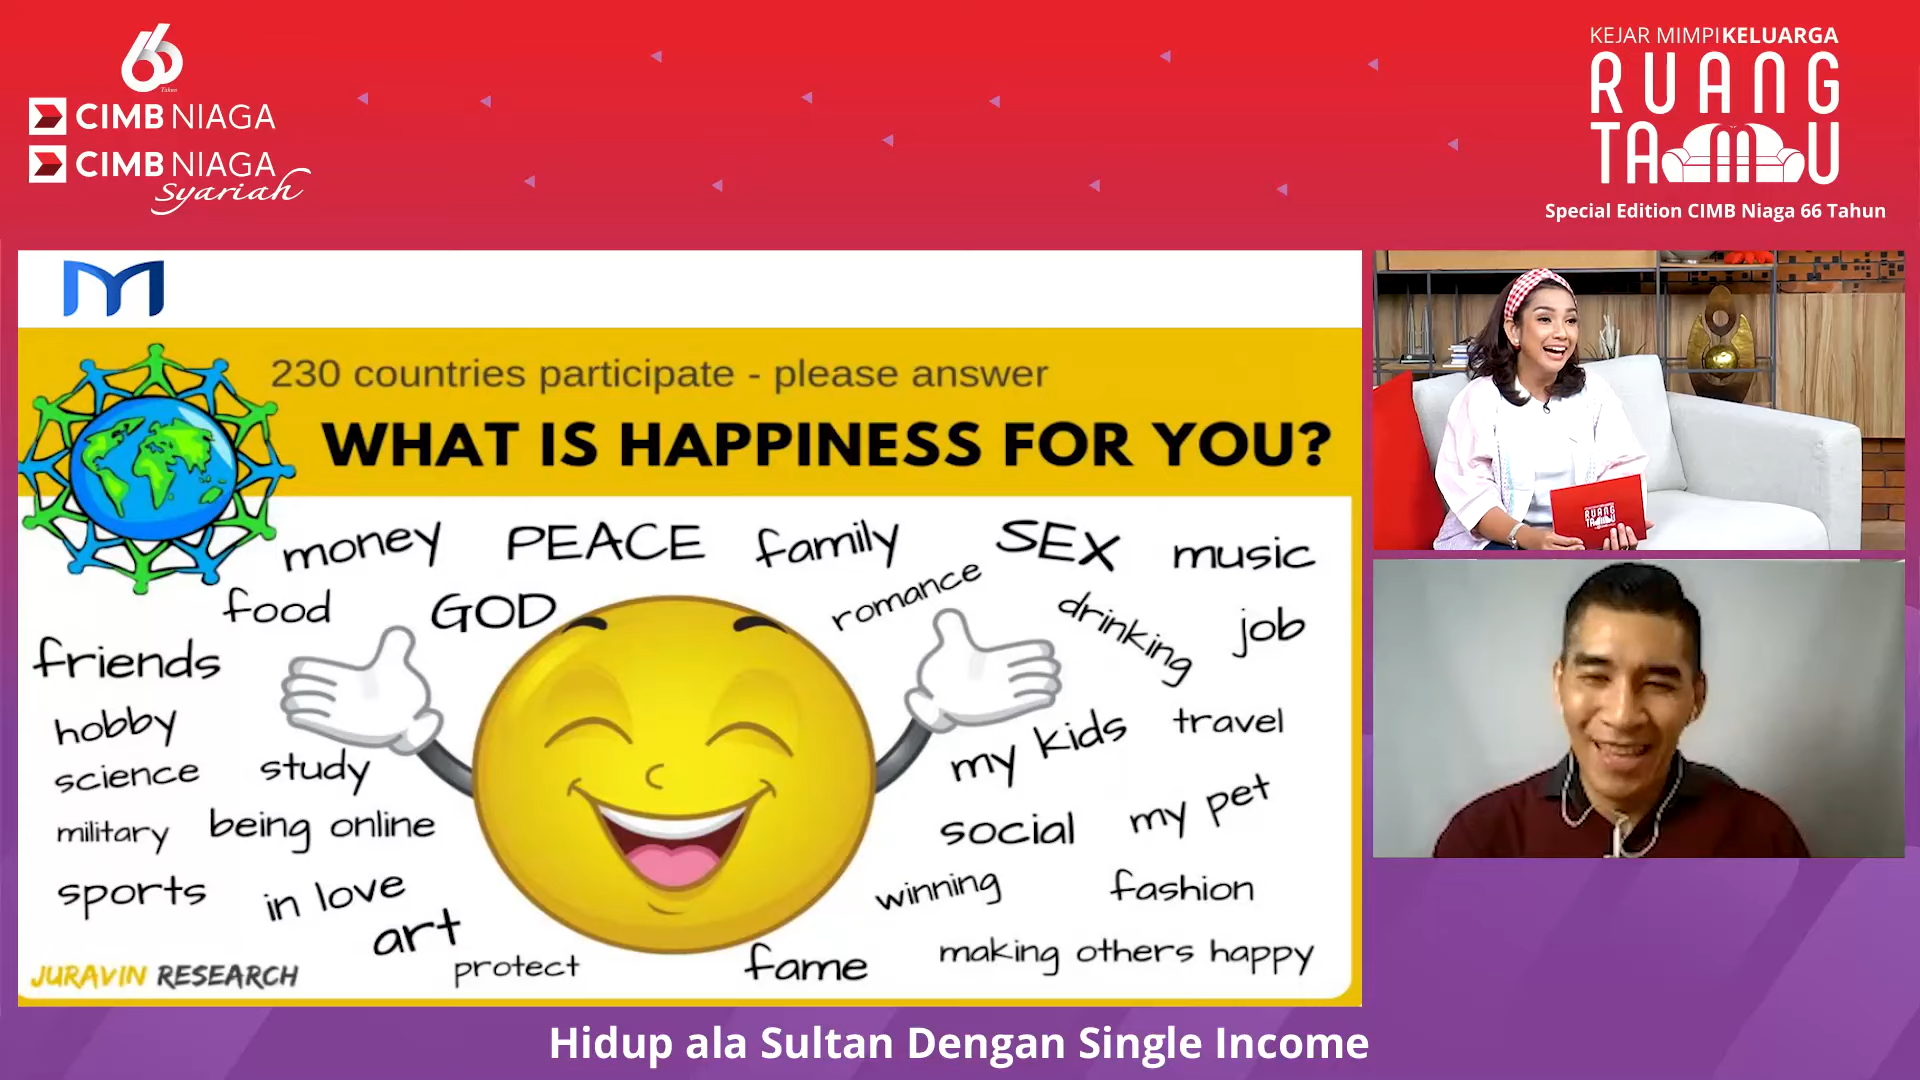 66
Tahun
CIMB NIAGA
CIMB NIAGA
syariah
KEJAR MIMPI KELUARGA
RUANG
TAMU
Special Edition CIMB Niaga 66 Tahun
M
230 countries participate - please answer
WHAT IS HAPPINESS FOR YOU?
money PEACE family SEX music
food GOD romance drinking job
friends
hobby my kids travel
science study
military being online social my pet
sports in love winning fashion
art
protect fame making others happy
JURAVIN RESEARCH
RUANG
TAMU
Hidup ala Sultan Dengan Single Income